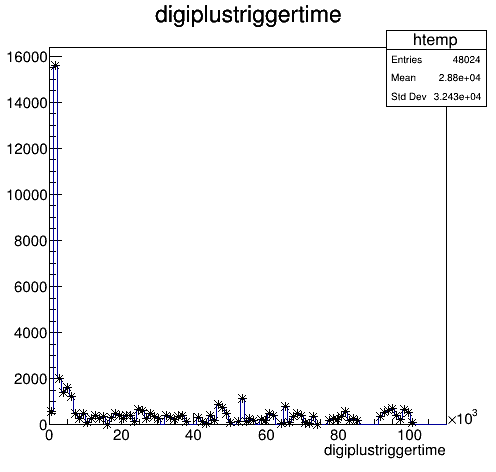 digiplustriggertime
htemp
Entries 48024
Mean 2.88e+04
Std Dev 3.243e+04
16000
14000
12000
10000
8000
6000
4000
2000
0
0 20 40 60 80 100
×10³
digiplustriggertime